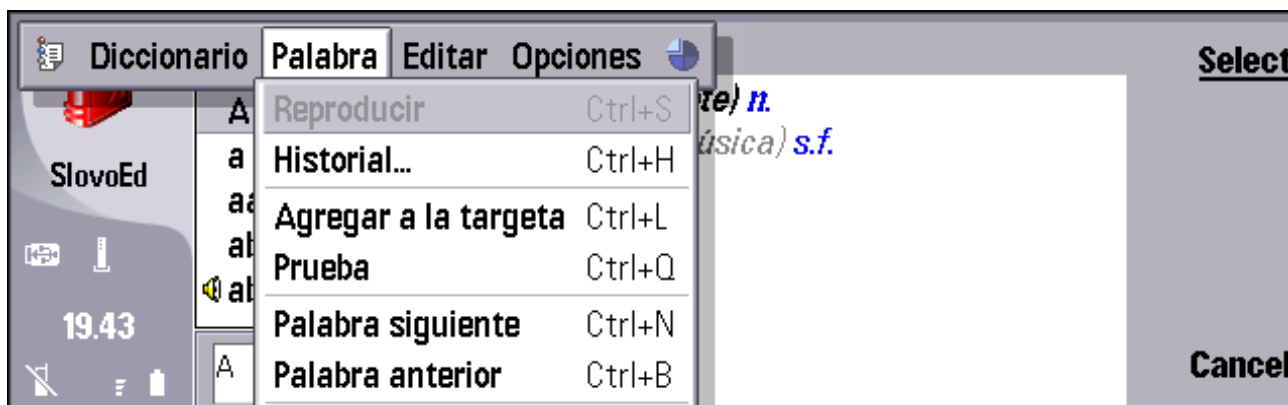 Diccionario Palabra Editar Opciones
Select
Reproducir Ctrl+S
Historial... Ctrl+H
Agregar a la targeta Ctrl+L
Prueba Ctrl+Q
Palabra siguiente Ctrl+N
Palabra anterior Ctrl+B
SlovoEd
19.43
A
a
A
n.
s.f.
Cancel